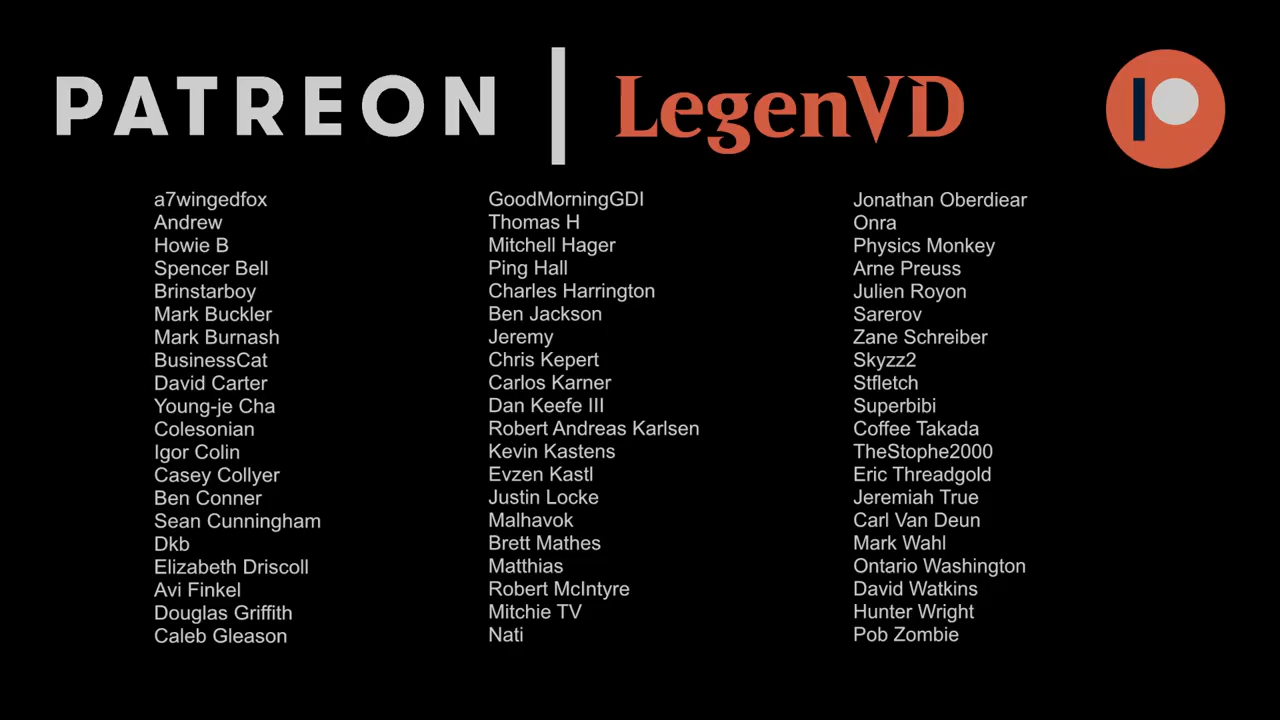 PATREON | LegenVD
a7wingedfox
Andrew
Howie B
Spencer Bell
Brinstarboy
Mark Buckler
Mark Burnash
BusinessCat
David Carter
Young-je Cha
Colesonian
Igor Colin
Casey Collyer
Ben Conner
Sean Cunningham
Dkb
Elizabeth Driscoll
Avi Finkel
Douglas Griffith
Caleb Gleason
GoodMorningGDI
Thomas H
Mitchell Hager
Ping Hall
Charles Harrington
Ben Jackson
Jeremy
Chris Kepert
Carlos Karner
Dan Keefe III
Robert Andreas Karlsen
Kevin Kastens
Evzen Kastl
Justin Locke
Malhavok
Brett Mathes
Matthias
Robert McIntyre
Mitchie TV
Nati
Jonathan Oberdiear
Onra
Physics Monkey
Arne Preuss
Julien Royon
Sarerov
Zane Schreiber
Skyzz2
Stfletch
Superbibi
Coffee Takada
TheStophe2000
Eric Threadgold
Jeremiah True
Carl Van Deun
Mark Wahl
Ontario Washington
David Watkins
Hunter Wright
Pob Zombie